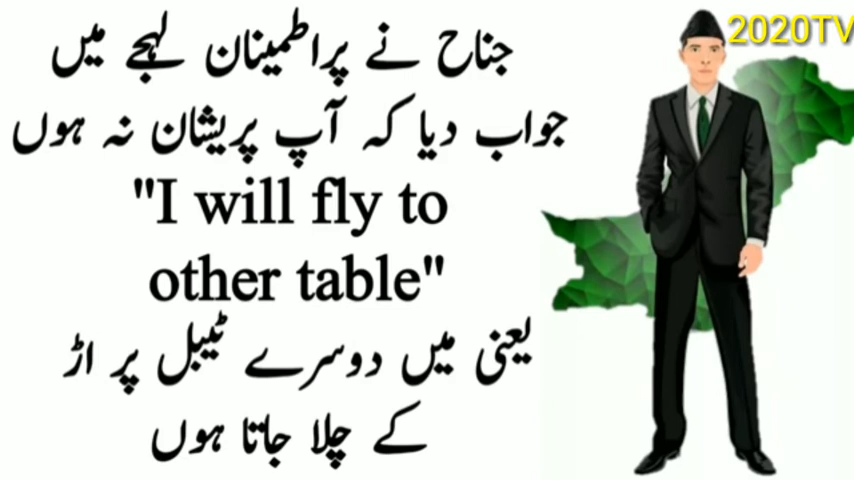 2020TV
جناح نے پراطمینان لہجے میں
جواب دیا کہ آپ پریشان نہ ہوں
"I will fly to
other table"
یعنی میں دوسرے ٹیبل پر اڑ
کے چلا جاتا ہوں